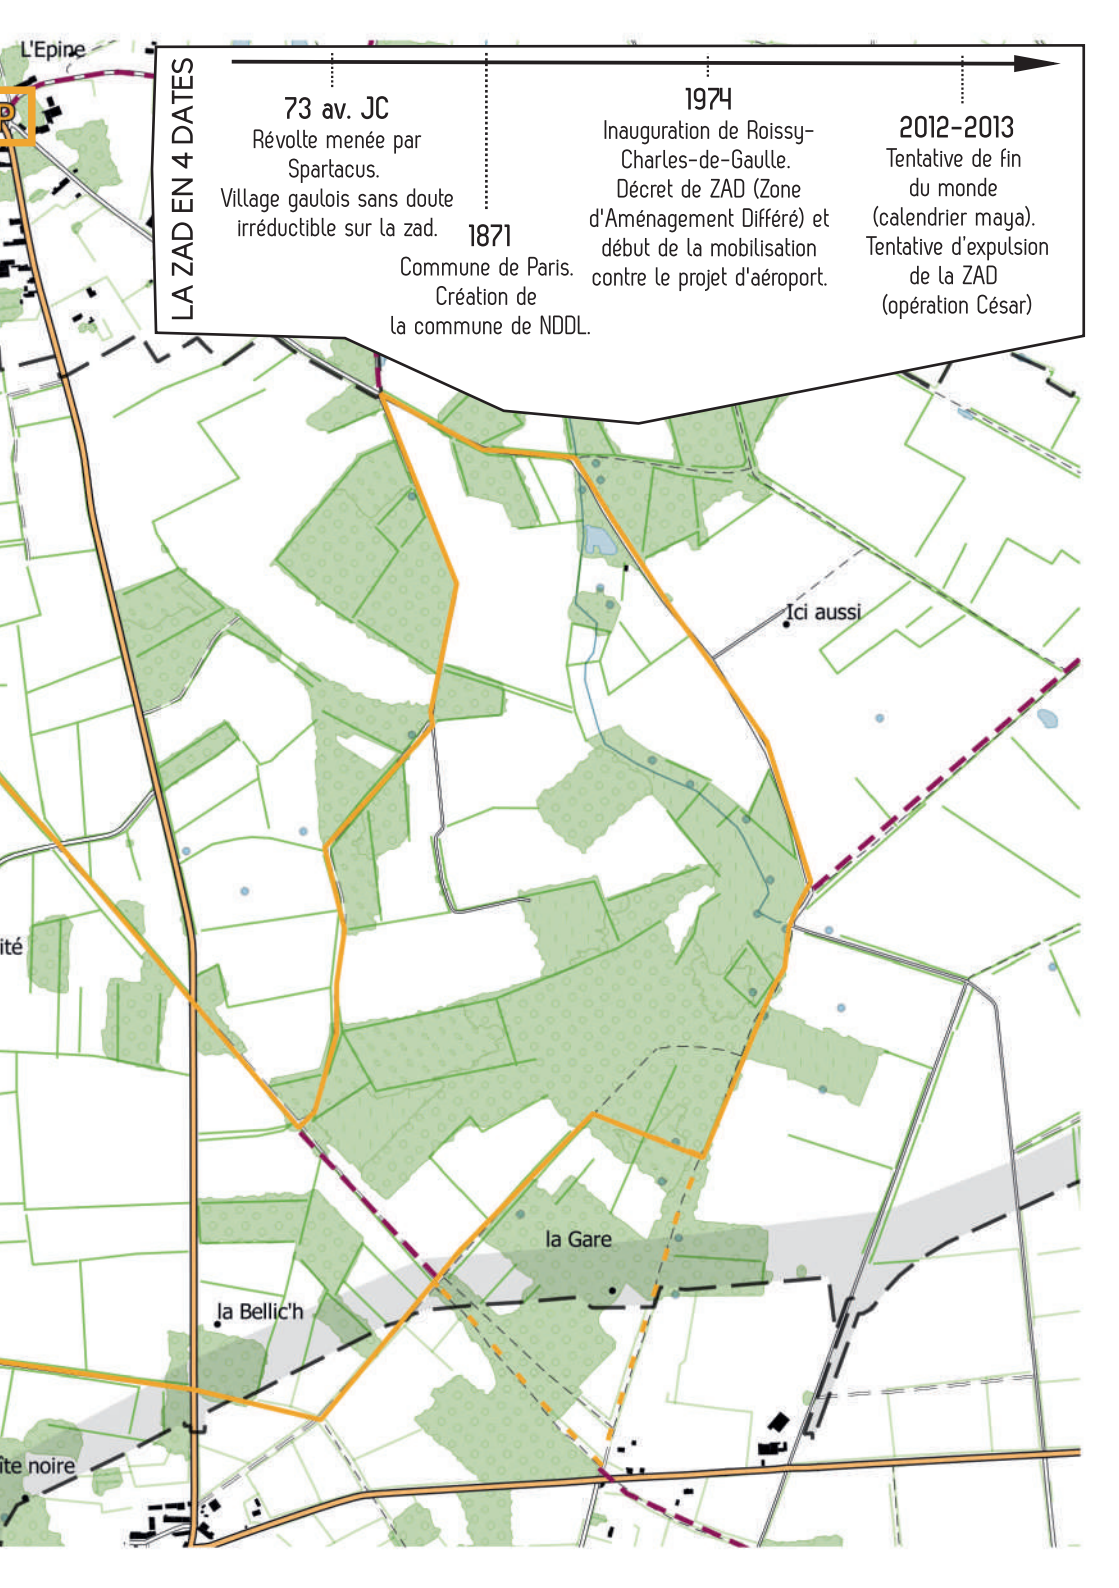 L'Epine
P
LA ZAD EN 4 DATES
73 av. JC
Révolte menée par
Spartacus.
Village gaulois sans doute
irréductible sur la zad.
1871
Commune de Paris.
Création de
la commune de NDDL.
1974
Inauguration de Roissy-
Charles-de-Gaulle.
Décret de ZAD (Zone
d'Aménagement Différé) et
début de la mobilisation
contre le projet d'aéroport.
2012-2013
Tentative de fin
du monde
(calendrier maya).
Tentative d'expulsion
de la ZAD
(opération César)
Ici aussi
ité
la Gare
la Bellic'h
îte noire